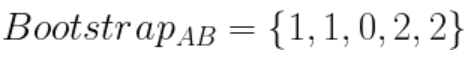 Bootstrap_{AB} = {1, 1, 0, 2, 2}